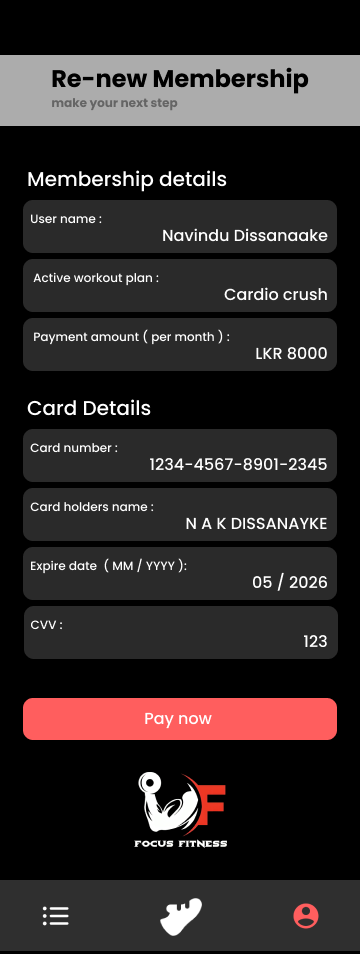 Re-new Membership
make your next step
Membership details
User name :
Navindu Dissanaake
Active workout plan :
Cardio crush
Payment amount ( per month ) :
LKR 8000
Card Details
Card number :
1234-4567-8901-2345
Card holders name :
N A K DISSANAYKE
Expire date ( MM / YYYY ):
05 / 2026
CVV :
123
Pay now
F
FOCUS FITNESS